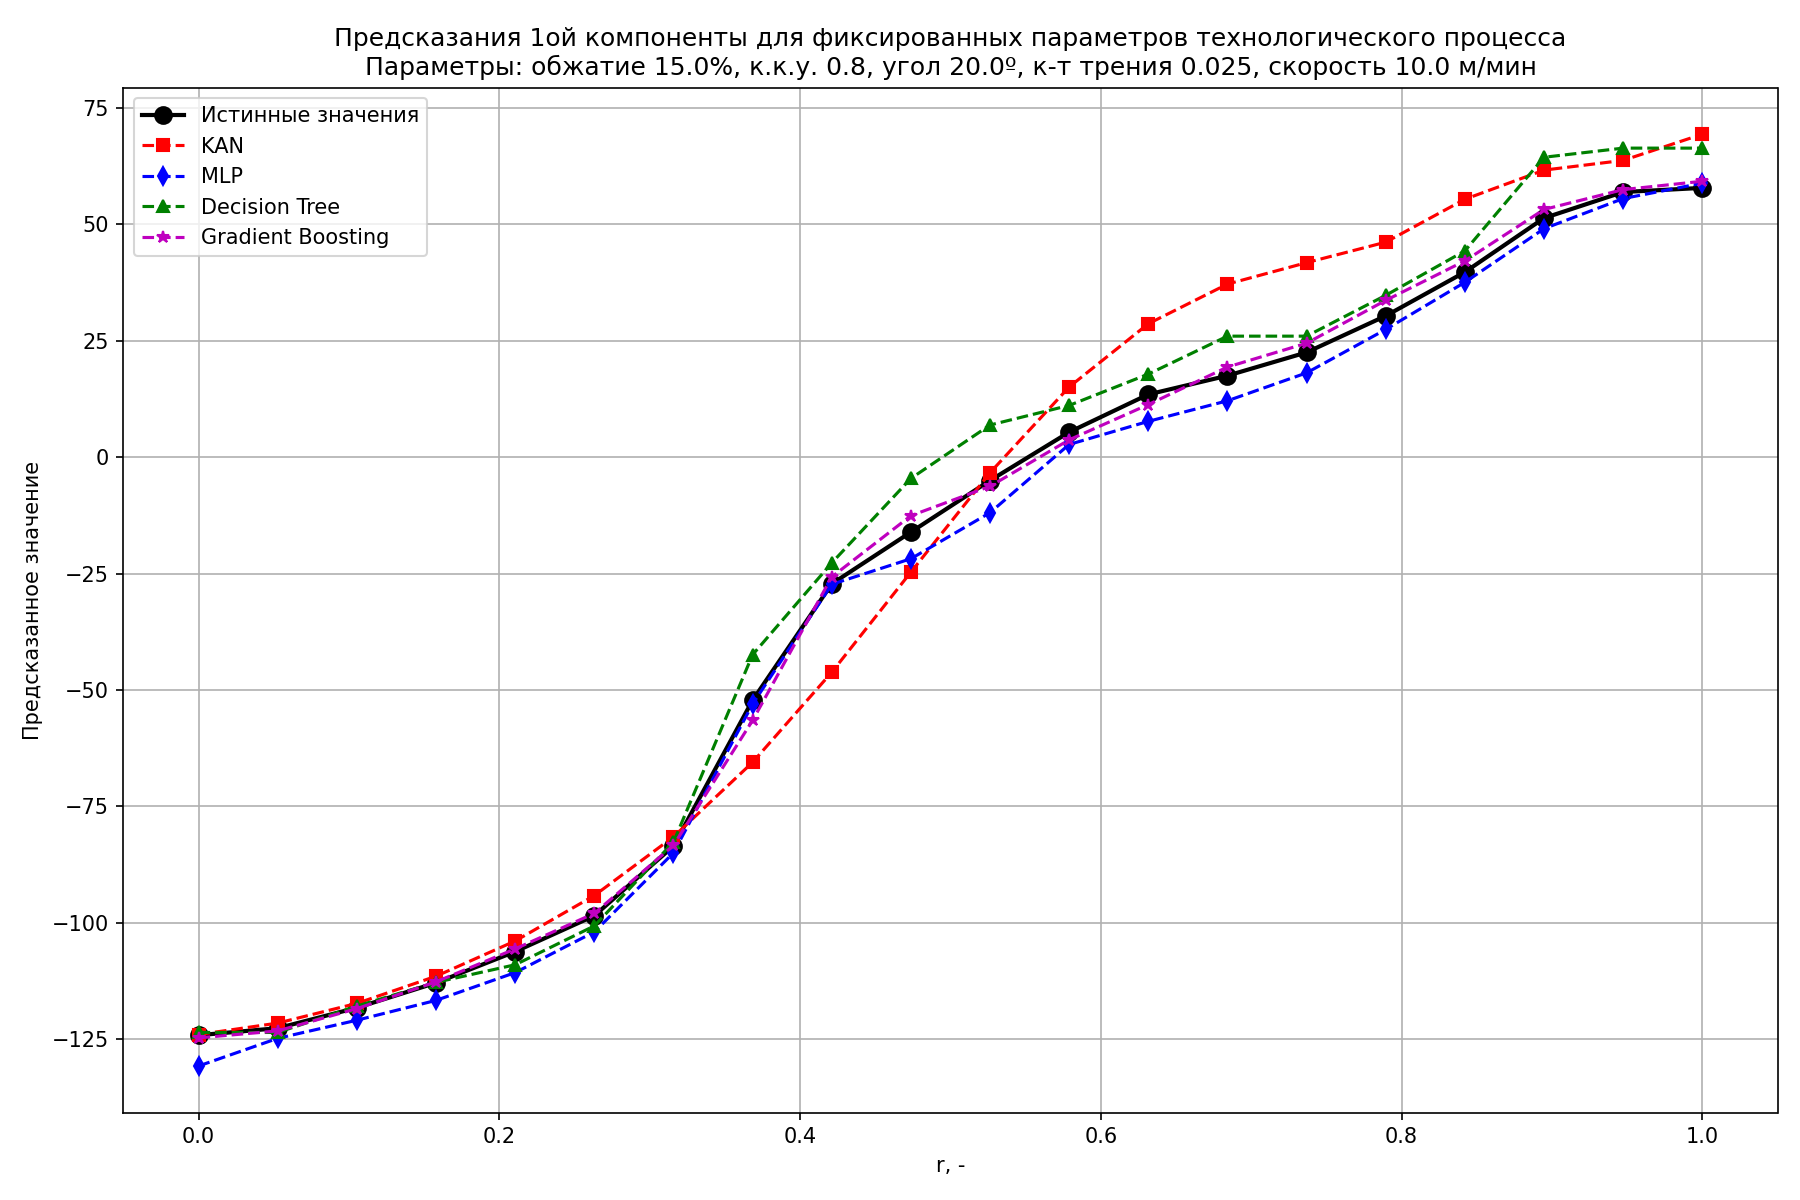 Предсказания 1ой компоненты для фиксированных параметров технологического процесса
Параметры: обжатие 15.0%, к.к.у. 0.8, угол 20.0º, к-т трения 0.025, скорость 10.0 м/мин
Истинные значения
KAN
MLP
Decision Tree
Gradient Boosting
Предсказанное значение
75
50
25
0
−25
−50
−75
−100
−125
0.0
0.2
0.4
0.6
0.8
1.0
r, -